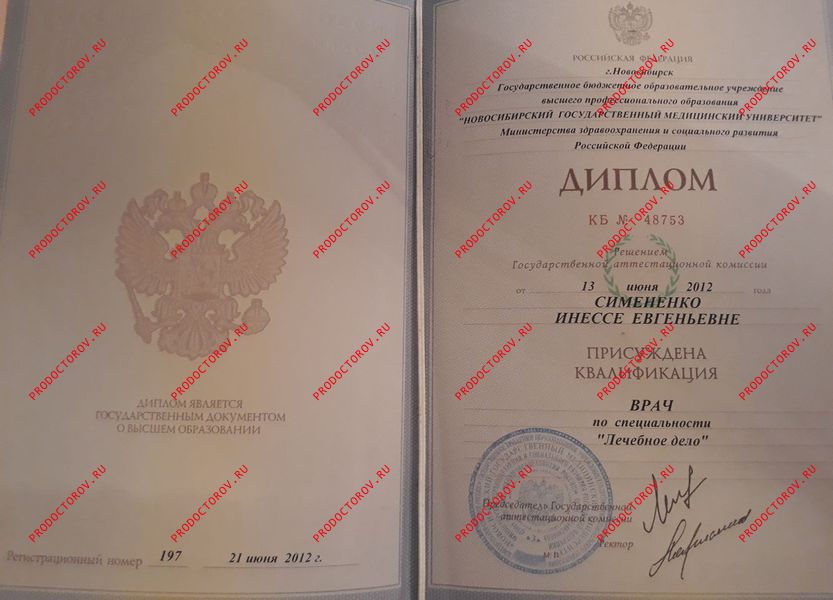 ДИПЛОМ ЯВЛЯЕТСЯ
ГОСУДАРСТВЕННЫМ ДОКУМЕНТОМ
О ВЫСШЕМ ОБРАЗОВАНИИ
Регистрационный номер 197 21 июня 2012 г.
РОССИЙСКАЯ ФЕДЕРАЦИЯ
г.Новосибирск
Государственное бюджетное образовательное учреждение
высшего профессионального образования
"НОВОСИБИРСКИЙ ГОСУДАРСТВЕННЫЙ МЕДИЦИНСКИЙ УНИВЕРСИТЕТ"
Министерства здравоохранения и социального развития
Российской Федерации
ДИПЛОМ
КБ № 48753
Решением
Государственной аттестационной комиссии
от 13 июня 2012 года
СИМЕНЕНКО
ИНЕССЕ ЕВГЕНЬЕВНЕ
ПРИСУЖДЕНА
КВАЛИФИКАЦИЯ
ВРАЧ
по специальности
"Лечебное дело"
Председатель Государственной
аттестационной комиссии
Ректор
М.П.
PRODOCTOROV.RU